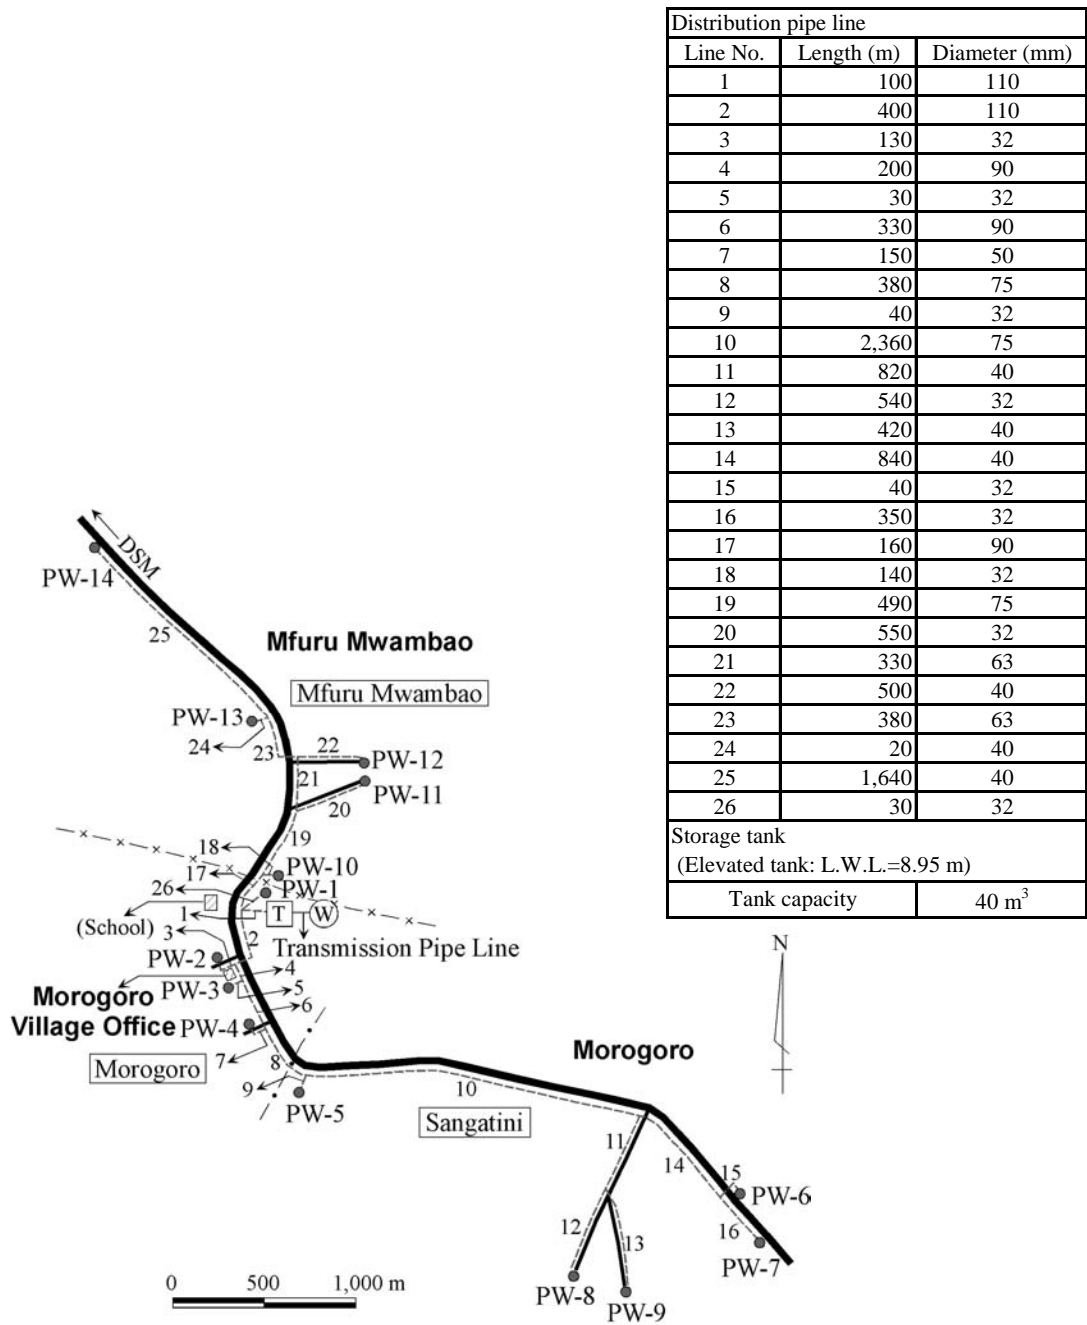 Distribution pipe line
Line No. Length (m) Diameter (mm)
1 100 110
2 400 110
3 130 32
4 200 90
5 30 32
6 330 90
7 150 50
8 380 75
9 40 32
10 2,360 75
11 820 40
12 540 32
13 420 40
14 840 40
15 40 32
16 350 32
17 160 90
18 140 32
19 490 75
20 550 32
21 330 63
22 500 40
23 380 63
24 20 40
25 1,640 40
26 30 32
Storage tank
(Elevated tank: L.W.L.=8.95 m)
Tank capacity 40 m³
DSM
PW-14
25
Mfuru Mwambao
Mfuru Mwambao
PW-13
24
23
22
PW-12
21
PW-11
20
19
18
PW-10
17
PW-1
26
1
T
W
(School)
3
2
Transmission Pipe Line
PW-2
4
PW-3
5
Morogoro
Village Office
6
PW-4
7
Morogoro
8
9
PW-5
10
Sangatini
Morogoro
11
14
15
PW-6
12
13
16
PW-7
PW-8
PW-9
N
0 500 1,000 m